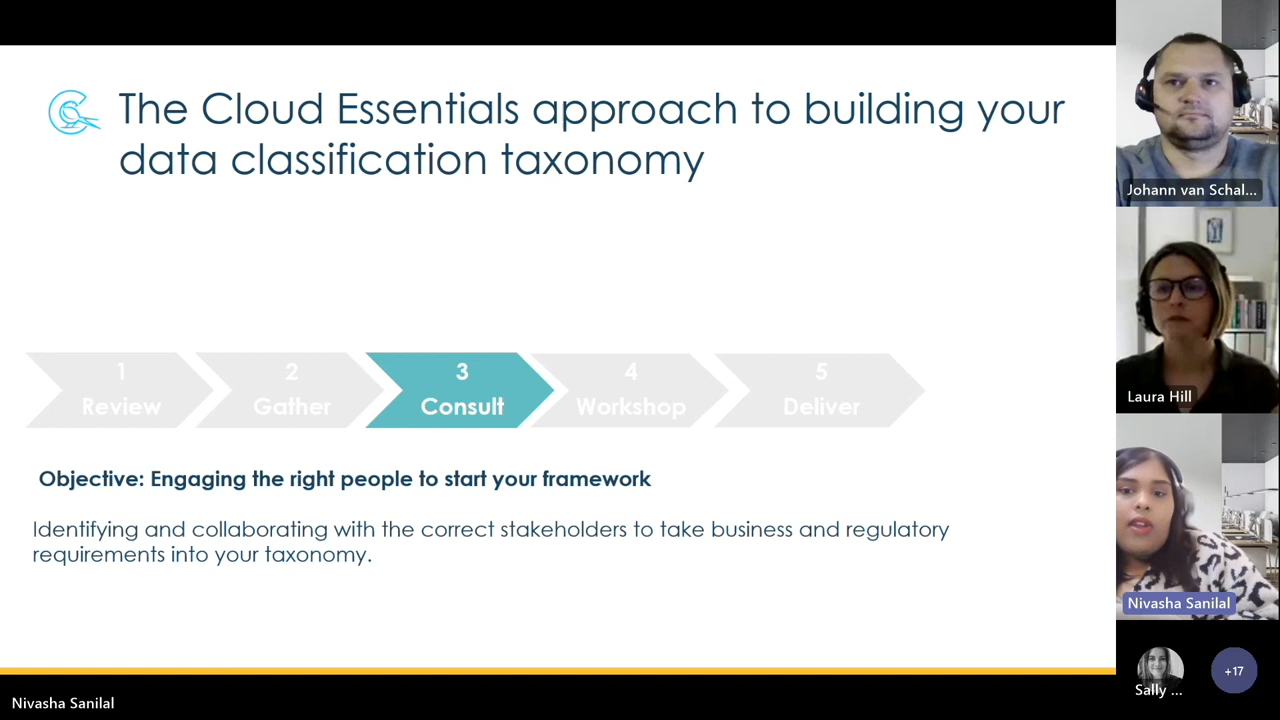 The Cloud Essentials approach to building your
data classification taxonomy
1
Review
2
Gather
3
Consult
4
Workshop
5
Deliver
Objective: Engaging the right people to start your framework
Identifying and collaborating with the correct stakeholders to take business and regulatory
requirements into your taxonomy.
Nivasha Sanilal
Johann van Schal...
Laura Hill
Nivasha Sanilal
Sally ...
+17